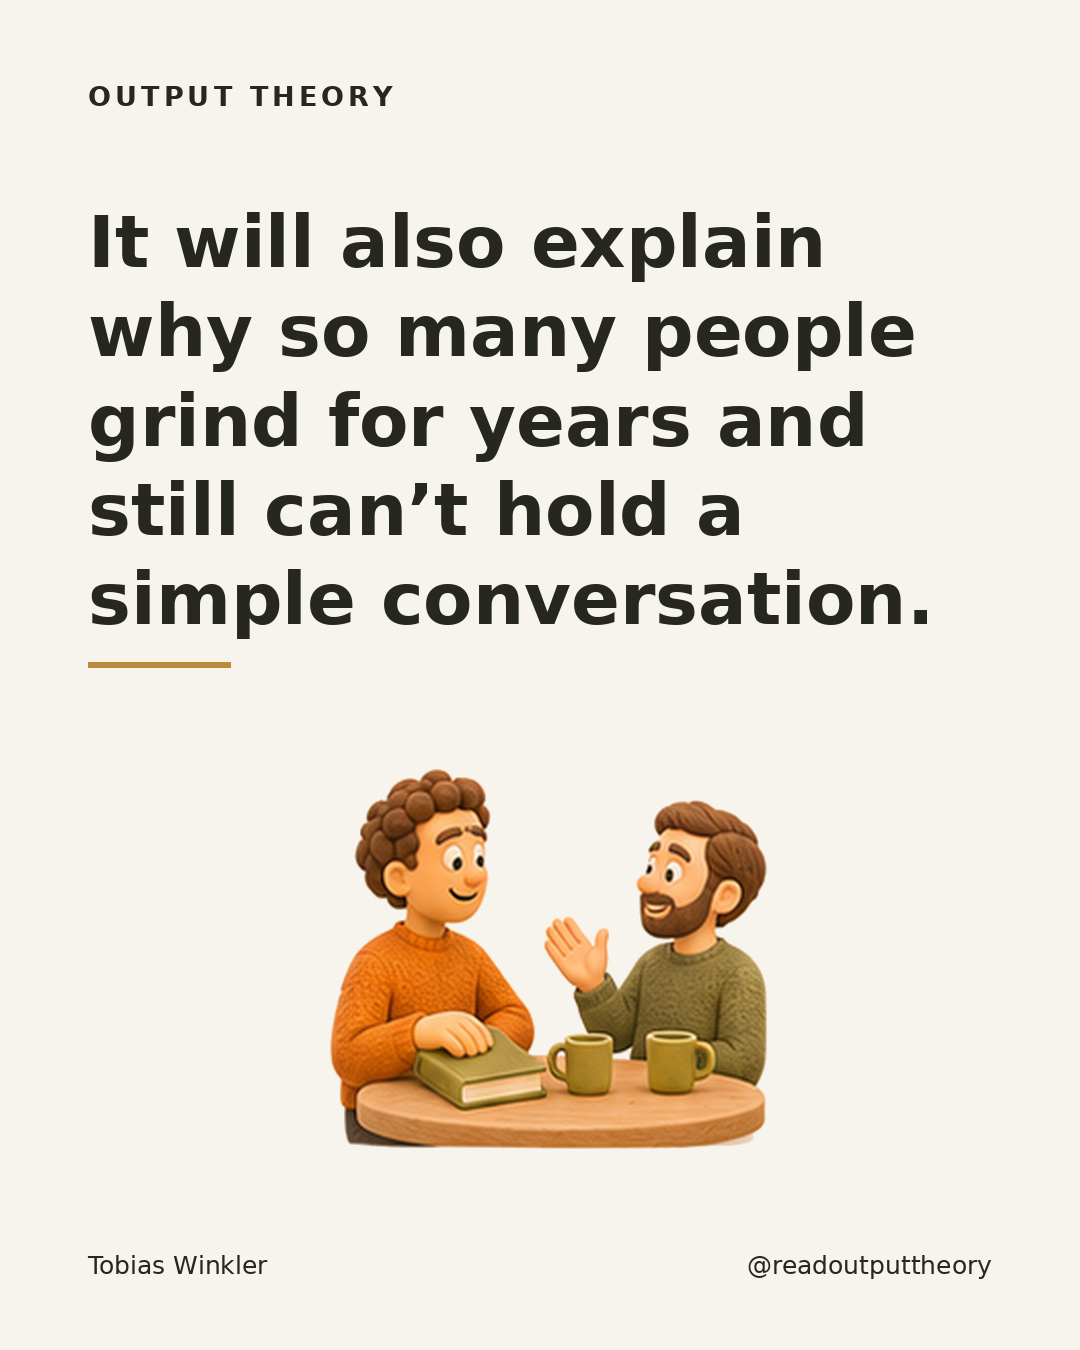 OUTPUT THEORY
It will also explain
why so many people
grind for years and
still can’t hold a
simple conversation.
Tobias Winkler
@readoutputtheory